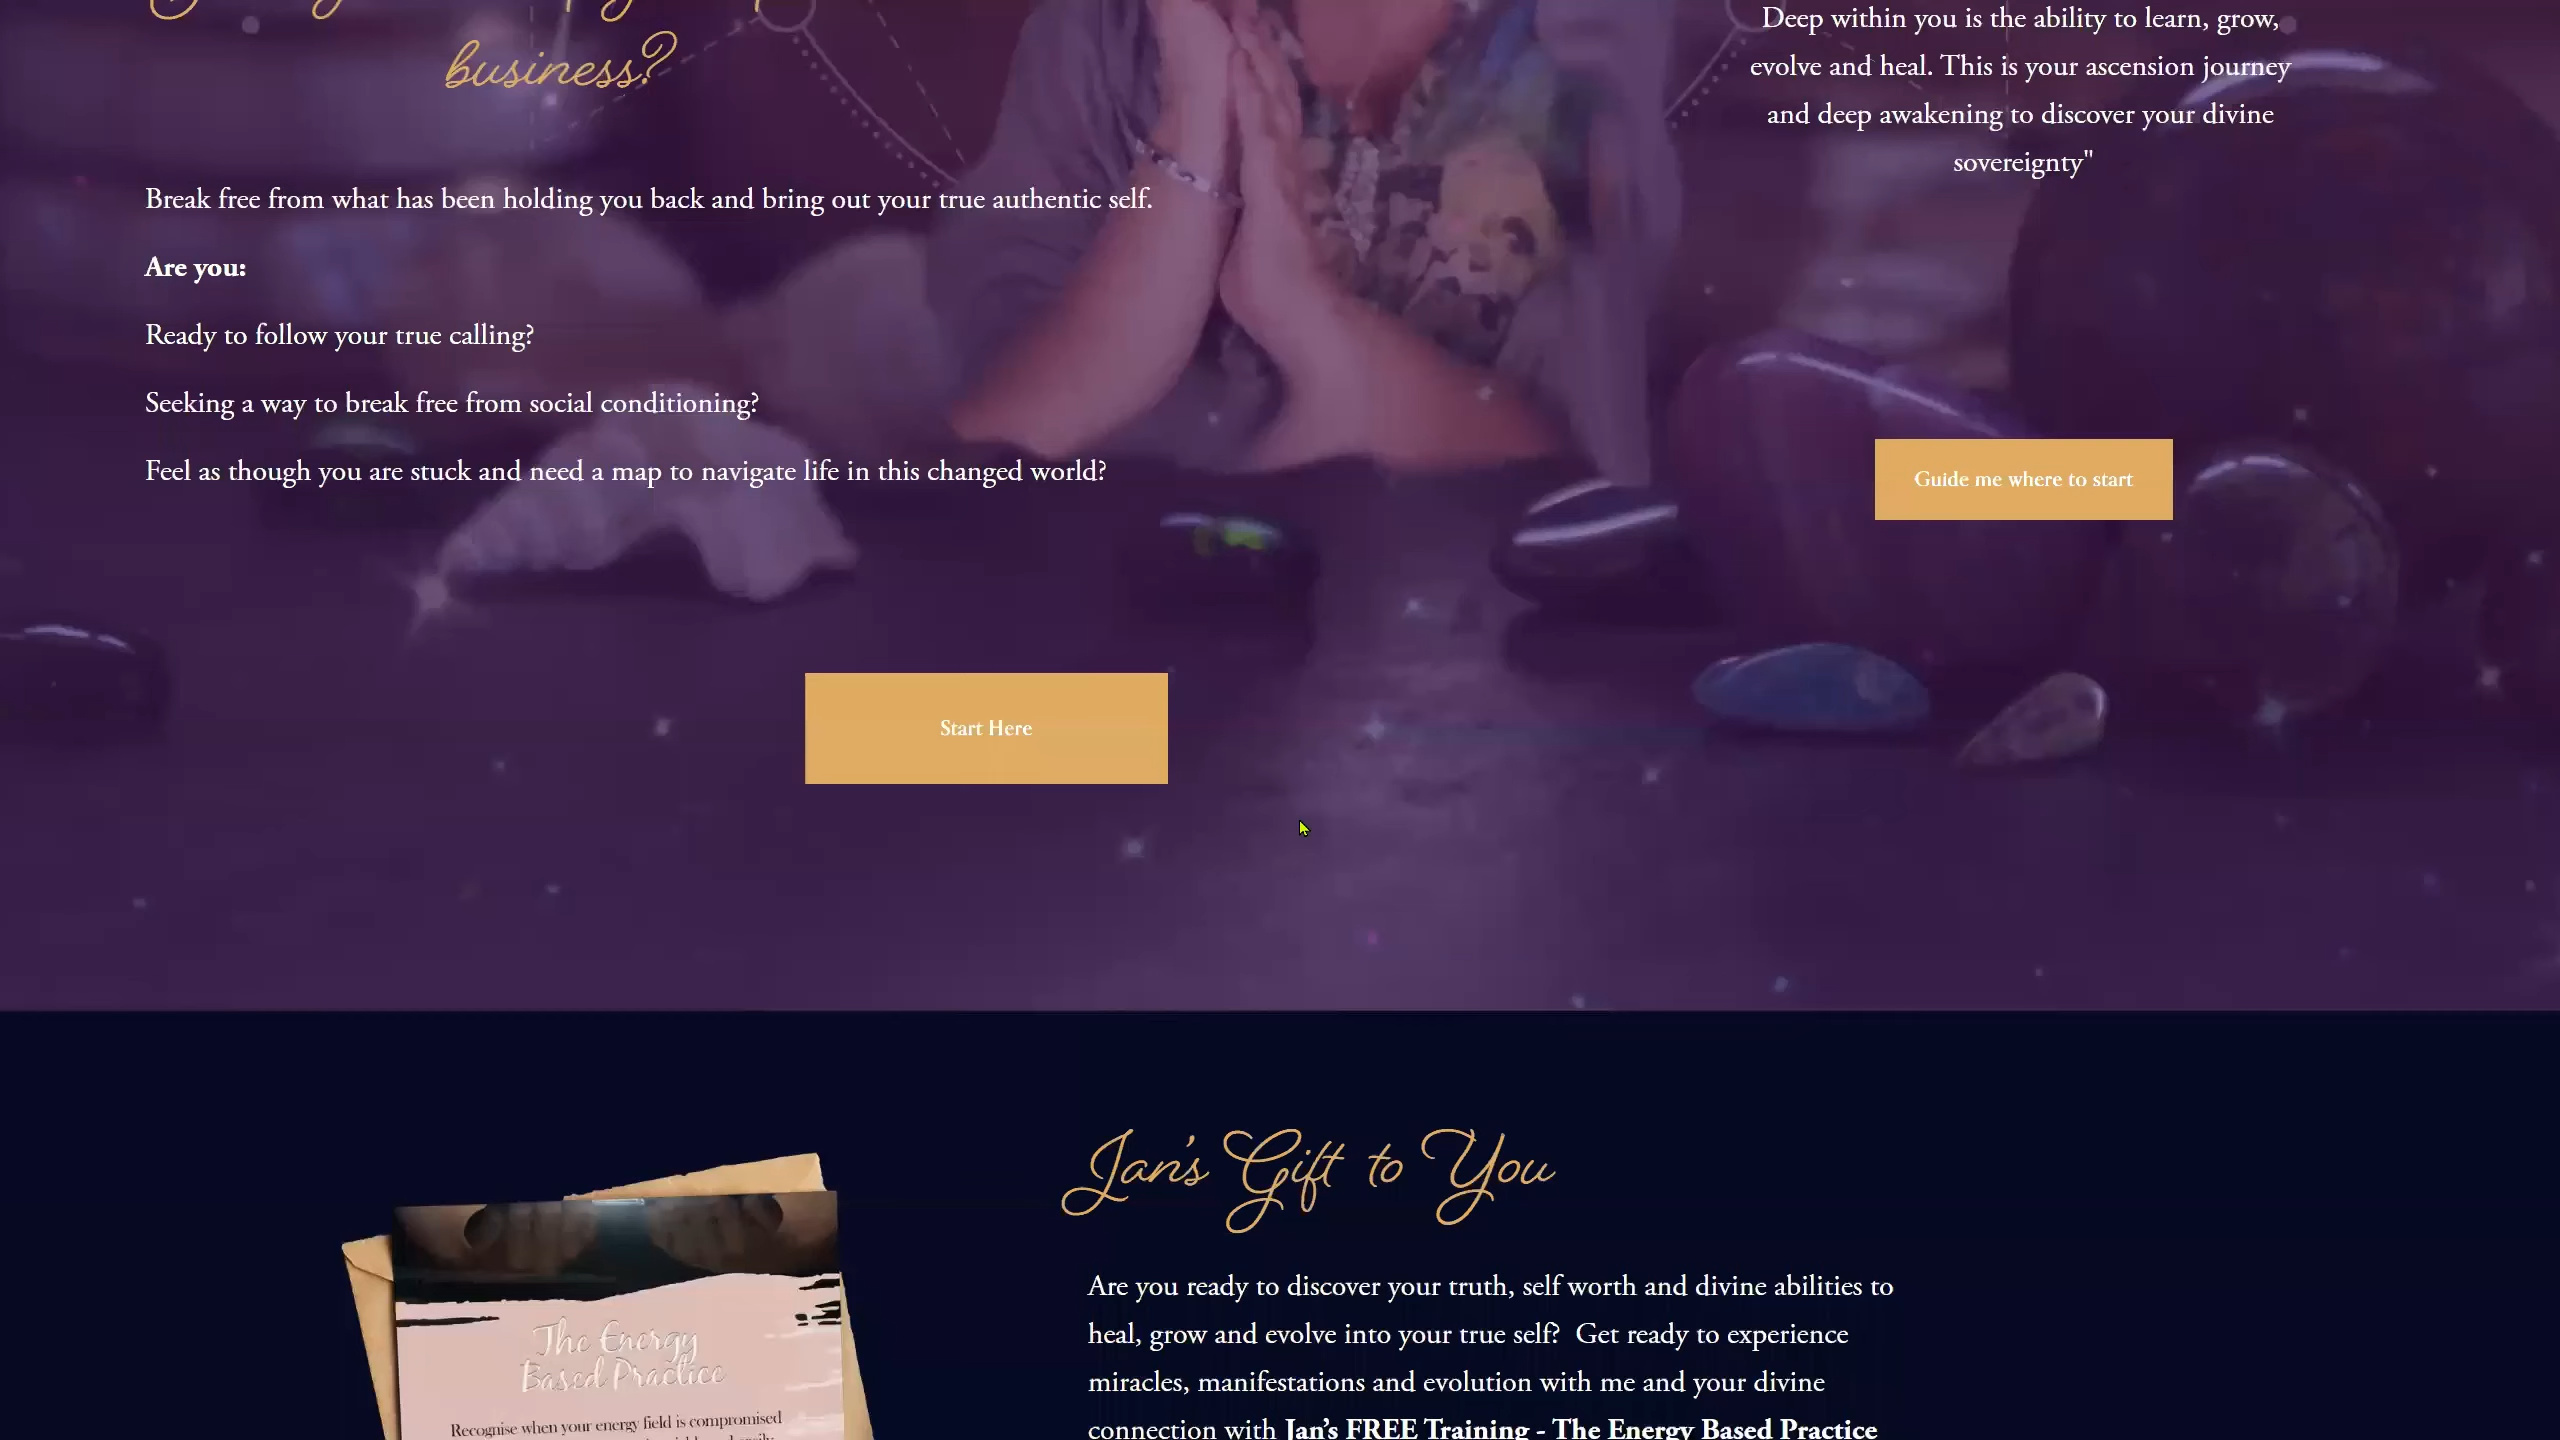 business?
Break free from what has been holding you back and bring out your true authentic self.
Are you:
Ready to follow your true calling?
Seeking a way to break free from social conditioning?
Feel as though you are stuck and need a map to navigate life in this changed world?
Start Here
Deep within you is the ability to learn, grow,
evolve and heal. This is your ascension journey
and deep awakening to discover your divine
sovereignty"
Guide me where to start
The Energy
Based Practice
Recognise when your energy field is compromised
Jan's Gift to You
Are you ready to discover your truth, self worth and divine abilities to
heal, grow and evolve into your true self?  Get ready to experience
miracles, manifestations and evolution with me and your divine
connection with Jan’s FREE Training - The Energy Based Practice